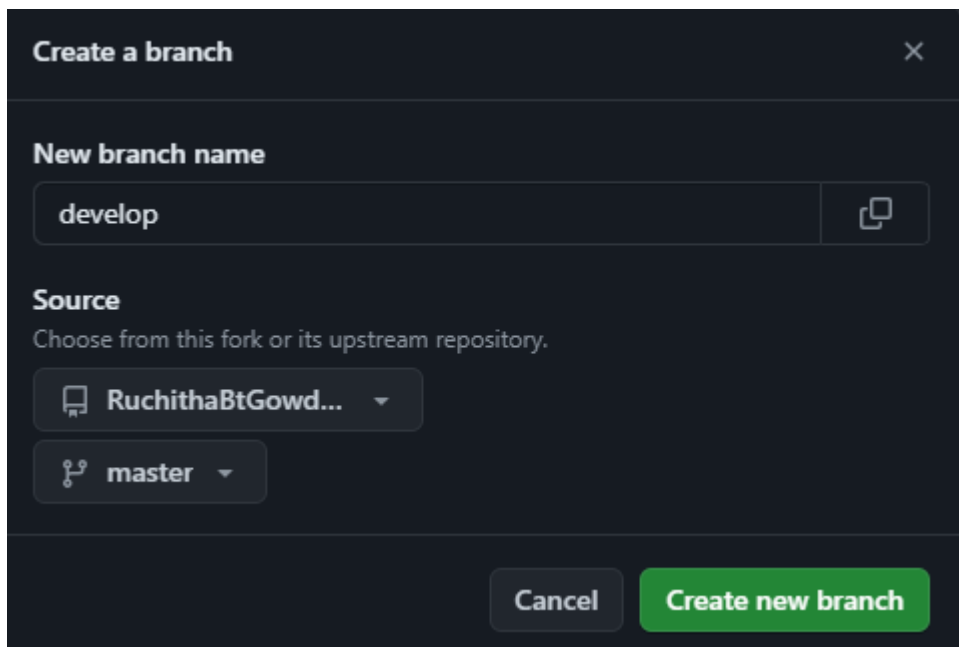 Create a branch
New branch name
develop
Source
Choose from this fork or its upstream repository.
RuchithaBtGowd...
master
Cancel
Create new branch